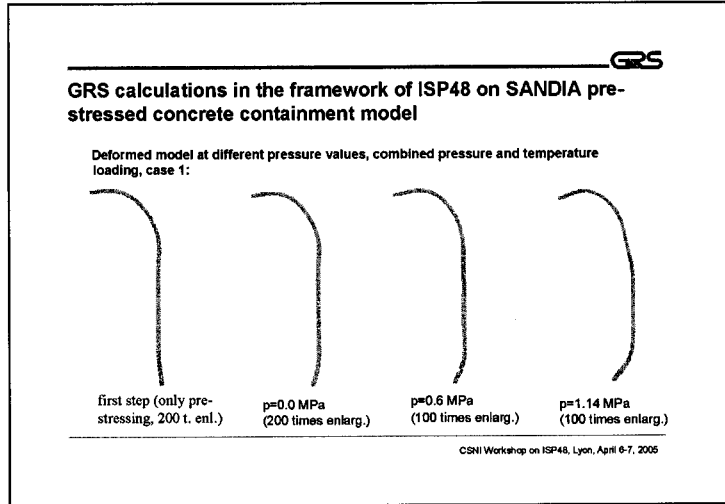 GRS
GRS calculations in the framework of ISP48 on SANDIA pre-
stressed concrete containment model
Deformed model at different pressure values, combined pressure and temperature
loading, case 1:
first step (only pre-
stressing, 200 t. enl.)
p=0.0 MPa
(200 times enlarg.)
p=0.6 MPa
(100 times enlarg.)
p=1.14 MPa
(100 times enlarg.)
CSNI Workshop on ISP48, Lyon, April 6-7, 2005